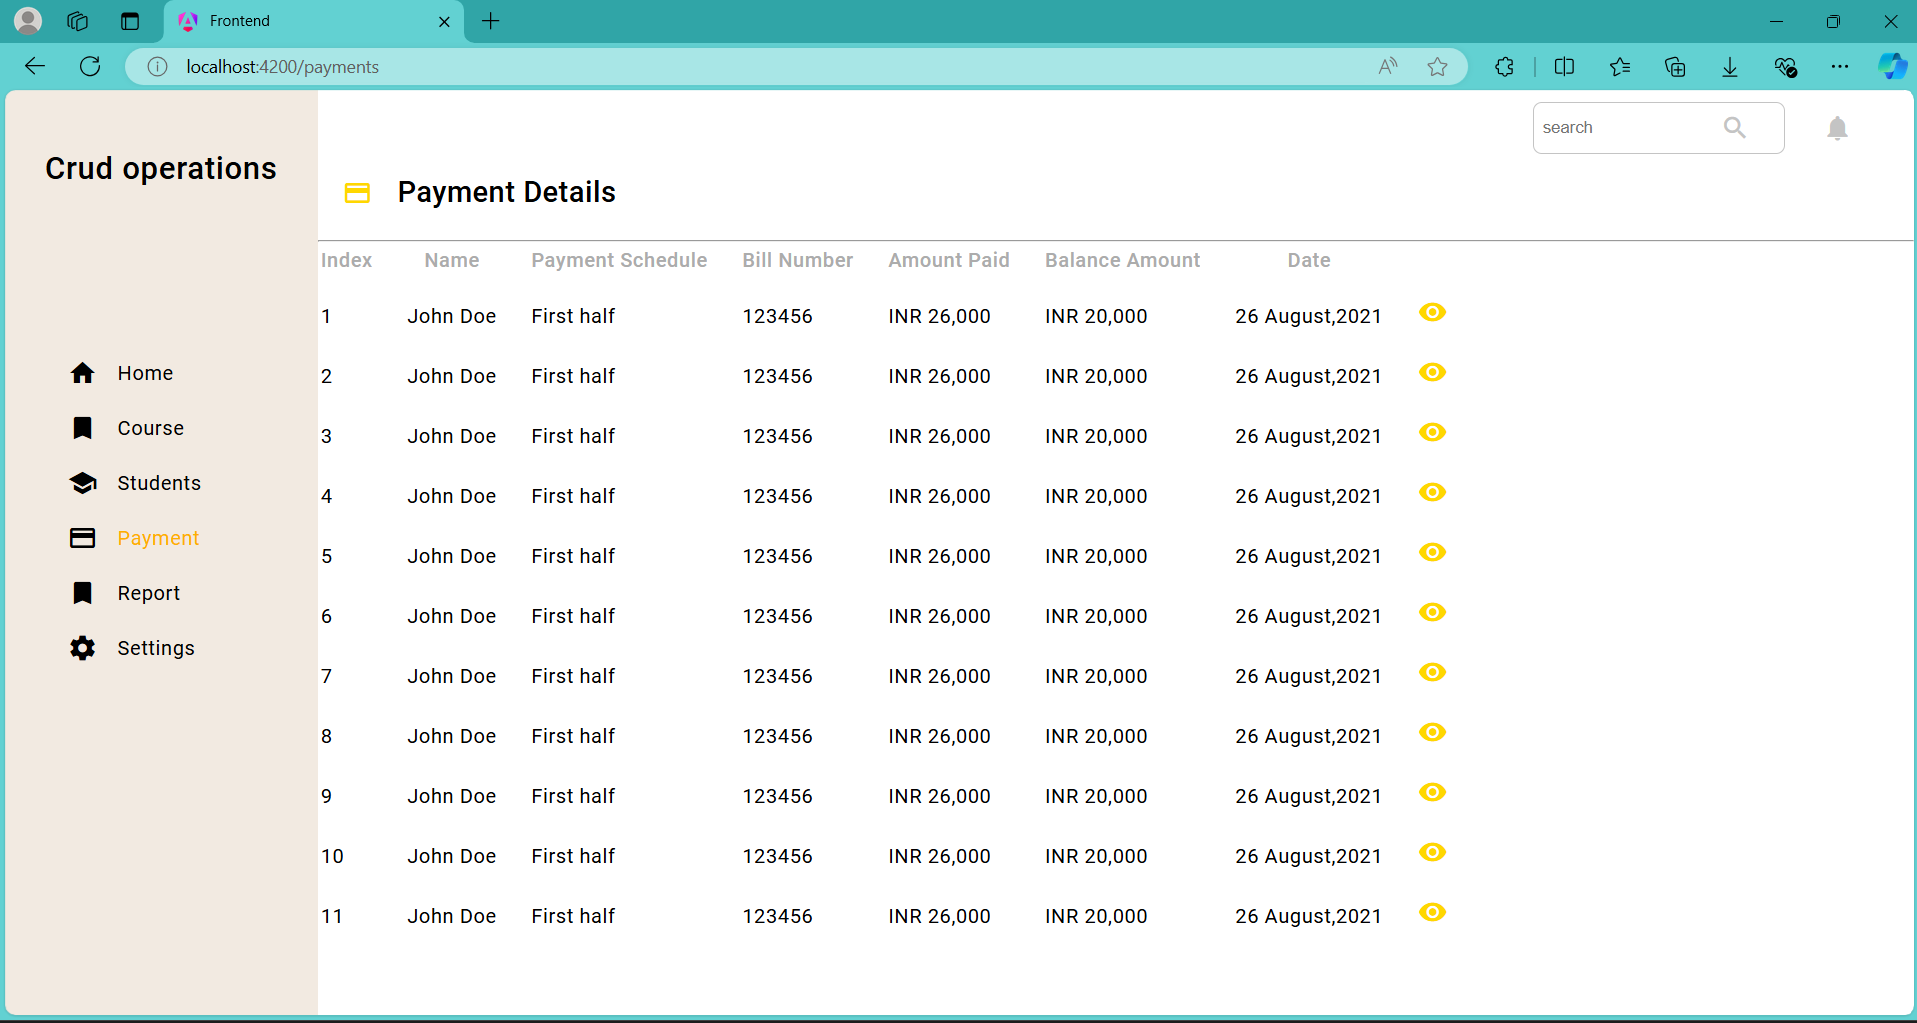 Frontend
localhost:4200/payments
search
Crud operations
Payment Details
Home
Course
Students
Payment
Report
Settings
Index Name Payment Schedule Bill Number Amount Paid Balance Amount Date
1 John Doe First half 123456 INR 26,000 INR 20,000 26 August,2021
2 John Doe First half 123456 INR 26,000 INR 20,000 26 August,2021
3 John Doe First half 123456 INR 26,000 INR 20,000 26 August,2021
4 John Doe First half 123456 INR 26,000 INR 20,000 26 August,2021
5 John Doe First half 123456 INR 26,000 INR 20,000 26 August,2021
6 John Doe First half 123456 INR 26,000 INR 20,000 26 August,2021
7 John Doe First half 123456 INR 26,000 INR 20,000 26 August,2021
8 John Doe First half 123456 INR 26,000 INR 20,000 26 August,2021
9 John Doe First half 123456 INR 26,000 INR 20,000 26 August,2021
10 John Doe First half 123456 INR 26,000 INR 20,000 26 August,2021
11 John Doe First half 123456 INR 26,000 INR 20,000 26 August,2021